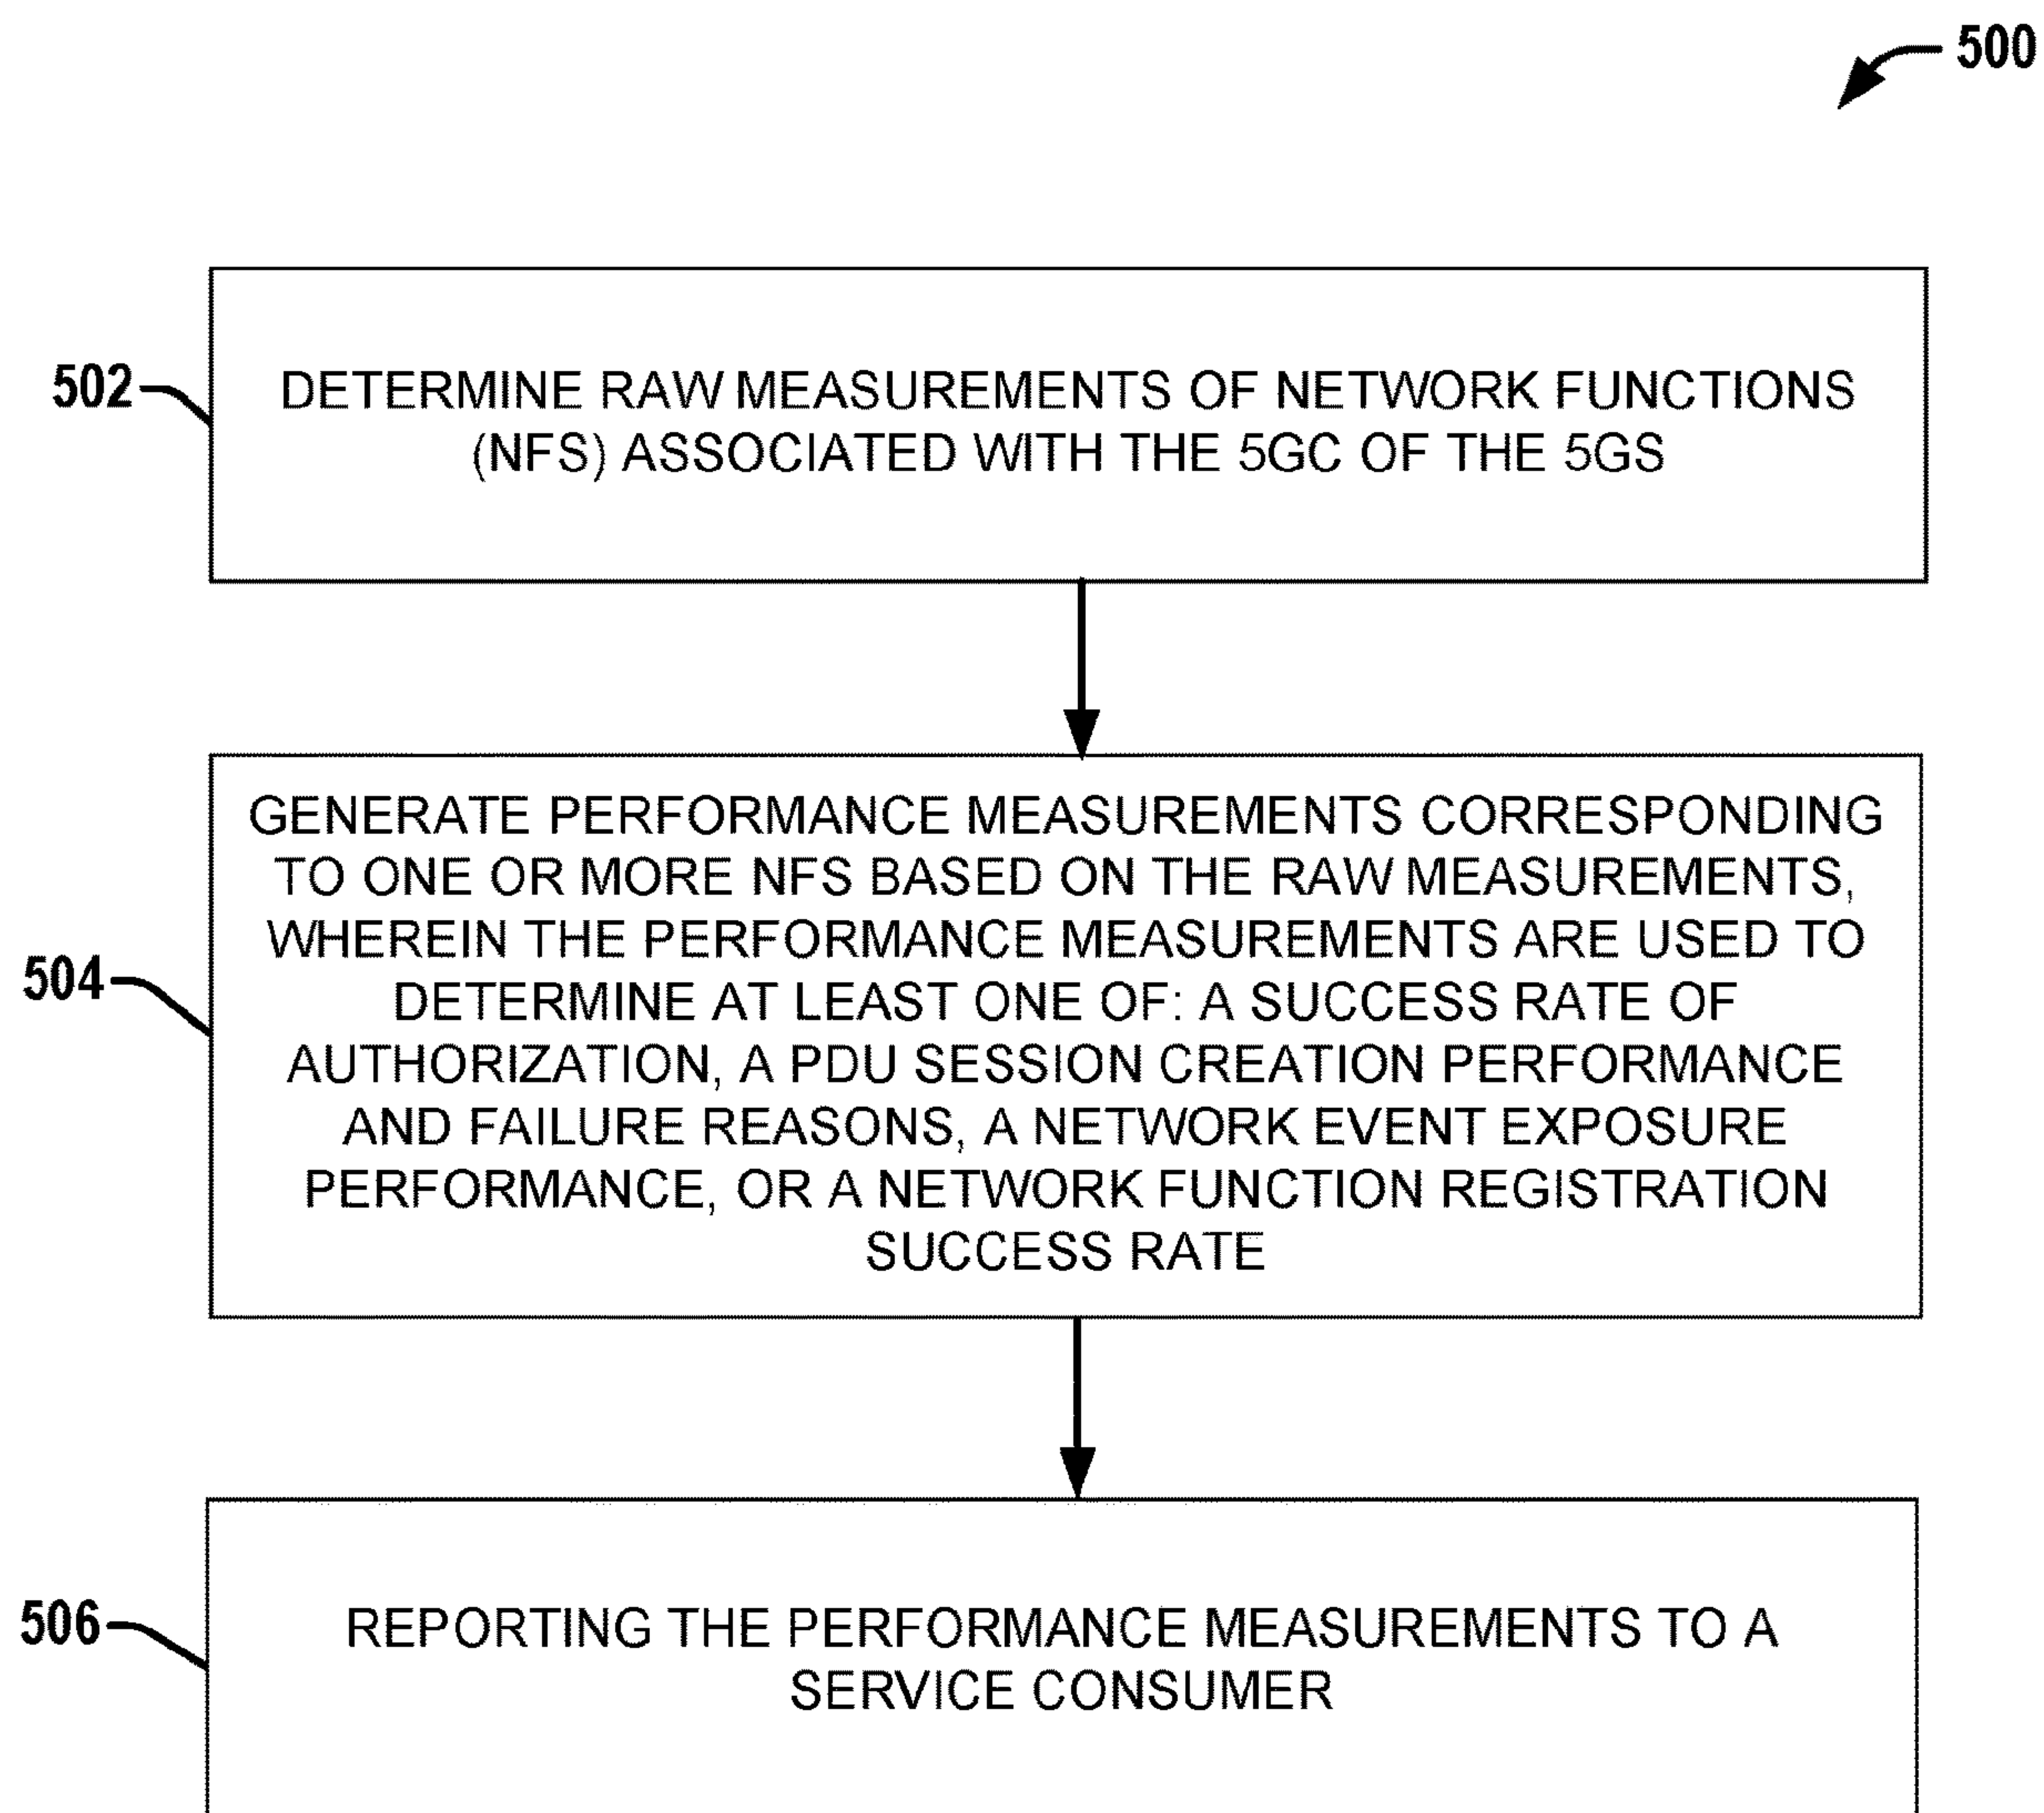 500
502
DETERMINE RAW MEASUREMENTS OF NETWORK FUNCTIONS
(NFS) ASSOCIATED WITH THE 5GC OF THE 5GS
504
GENERATE PERFORMANCE MEASUREMENTS CORRESPONDING
TO ONE OR MORE NFS BASED ON THE RAW MEASUREMENTS,
WHEREIN THE PERFORMANCE MEASUREMENTS ARE USED TO
DETERMINE AT LEAST ONE OF: A SUCCESS RATE OF
AUTHORIZATION, A PDU SESSION CREATION PERFORMANCE
AND FAILURE REASONS, A NETWORK EVENT EXPOSURE
PERFORMANCE, OR A NETWORK FUNCTION REGISTRATION
SUCCESS RATE
506
REPORTING THE PERFORMANCE MEASUREMENTS TO A
SERVICE CONSUMER